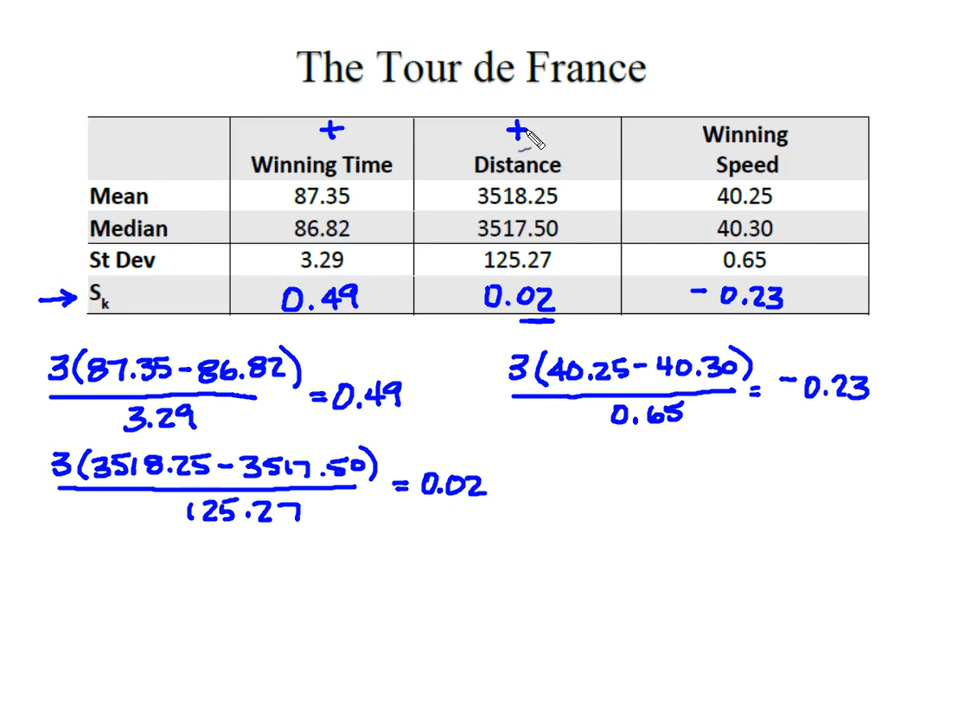 The Tour de France
+ + Winning
Winning Time Distance Speed
Mean 87.35 3518.25 40.25
Median 86.82 3517.50 40.30
St Dev 3.29 125.27 0.65
→ Sk 0.49 0.02 -0.23
3(87.35-86.82) / 3.29 = 0.49
3(40.25-40.30) / 0.65 = -0.23
3(3518.25-3517.50) / 125.27 = 0.02